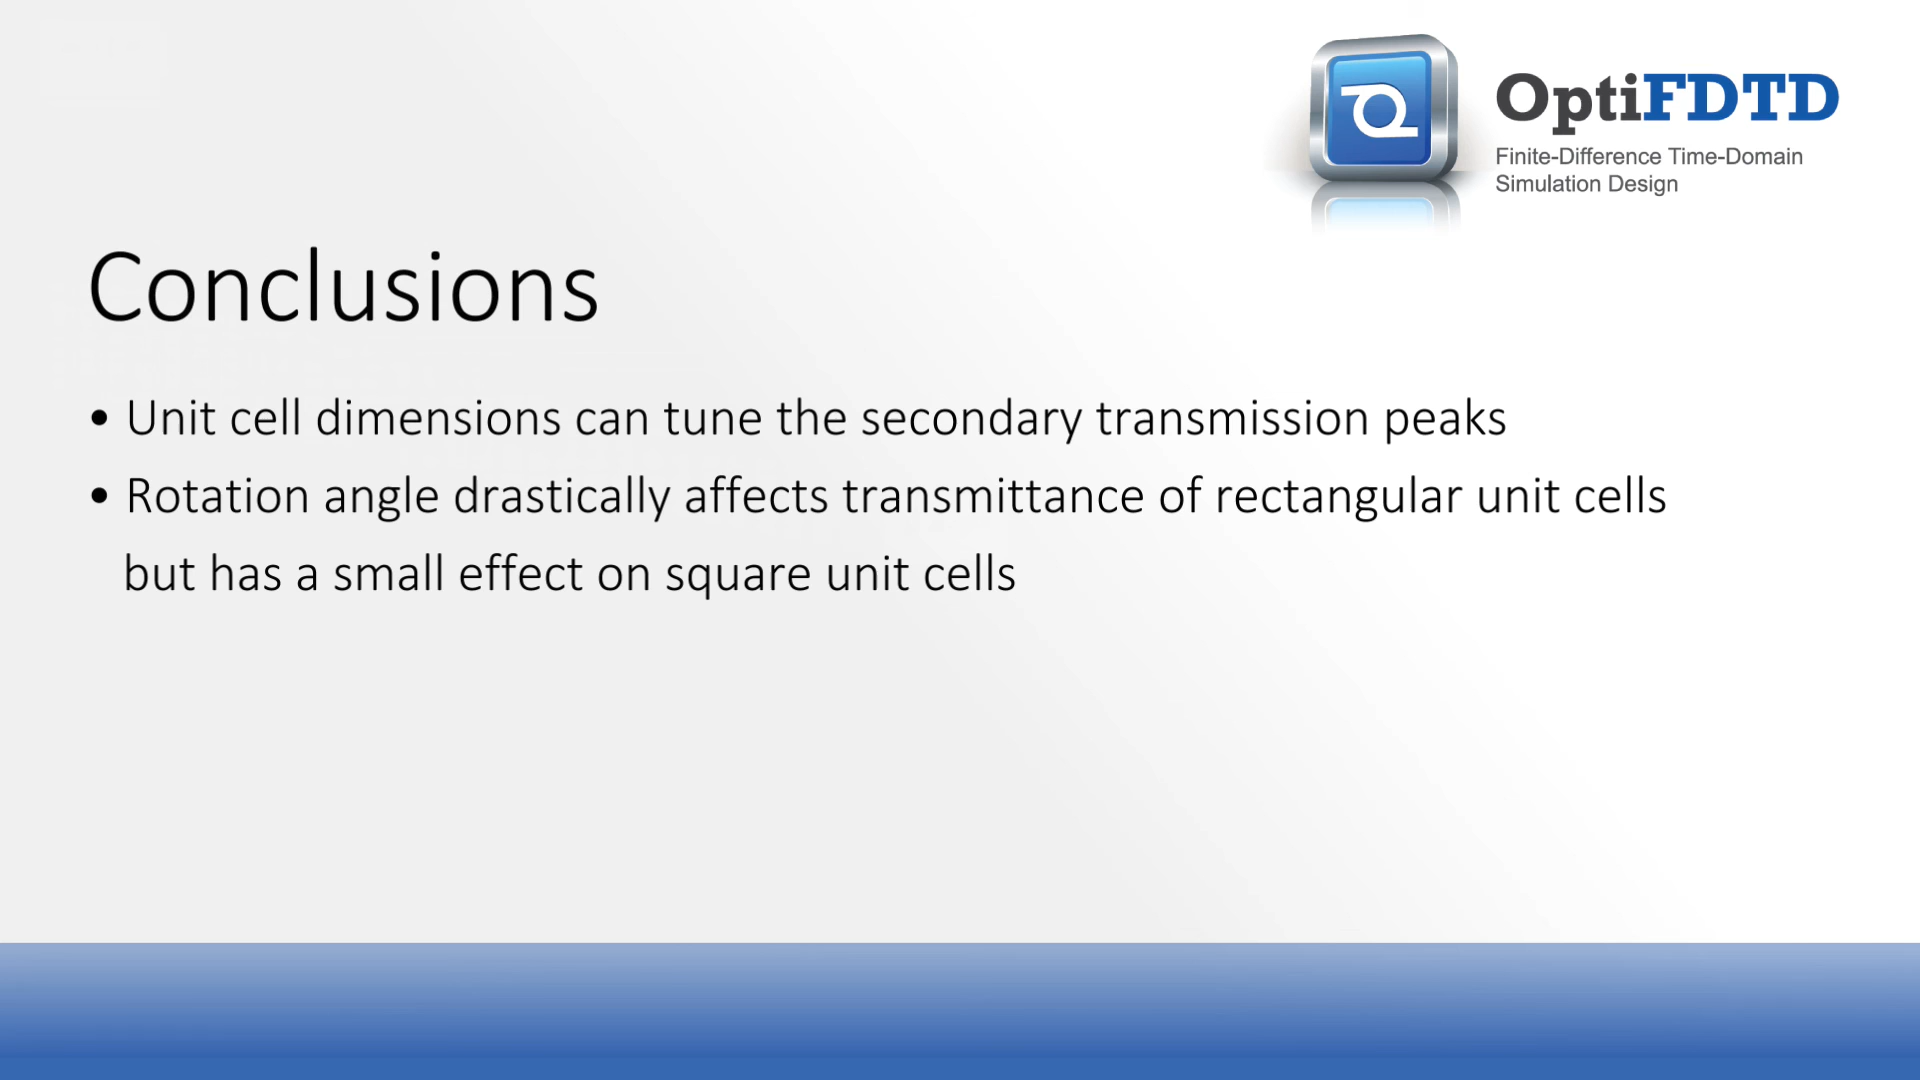 OptiFDTD
Finite-Difference Time-Domain
Simulation Design
Conclusions
• Unit cell dimensions can tune the secondary transmission peaks
• Rotation angle drastically affects transmittance of rectangular unit cells
but has a small effect on square unit cells